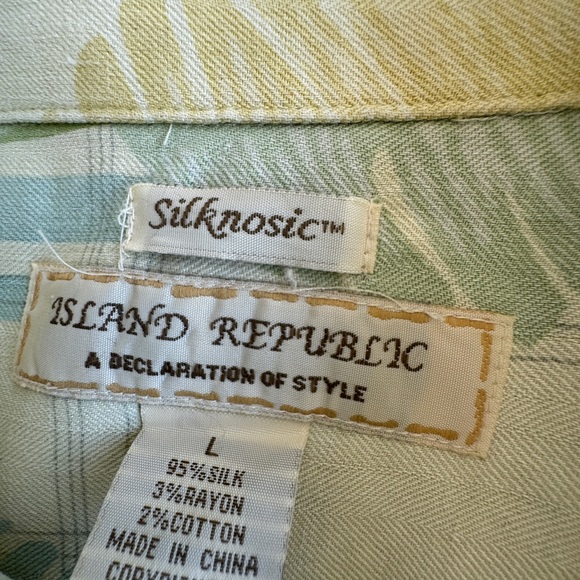 Silknosic™
ISLAND REPUBLIC
A DECLARATION OF STYLE
L
95%SILK
3%RAYON
2%COTTON
MADE IN CHINA